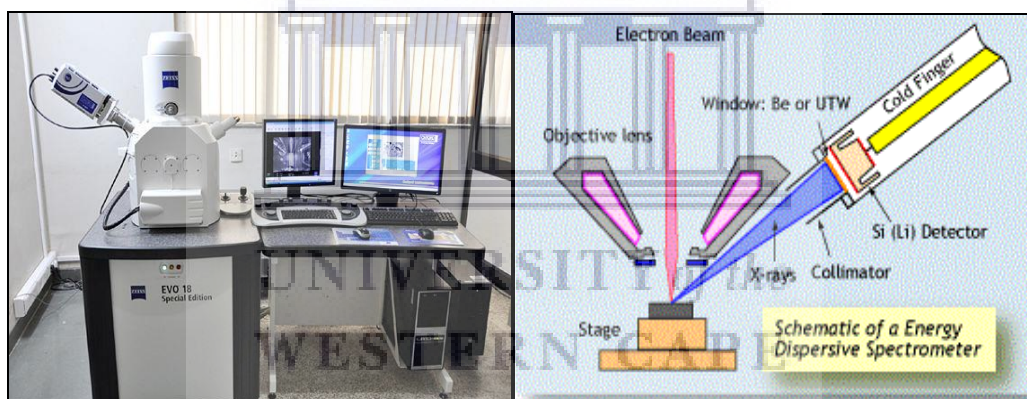 ZEISS
EVO 18
Special Edition
Electron Beam
Window: Be or UTW
Cold Finger
Objective lens
Si (Li) Detector
X-rays
Collimator
Stage
Schematic of a Energy
Dispersive Spectrometer
UNIVERSITY of the
WESTERN CAPE